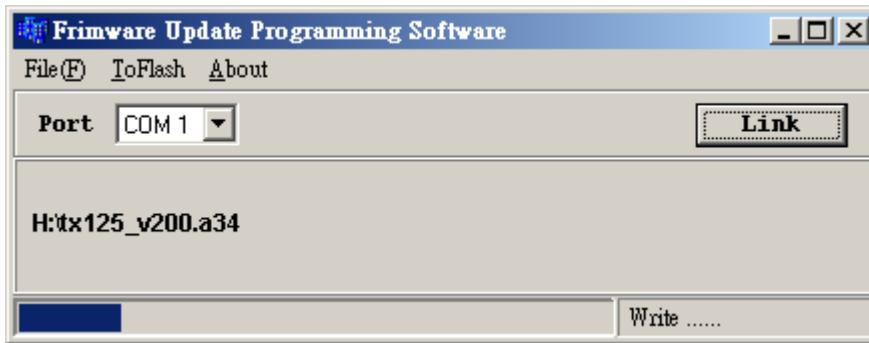 Frimware Update Programming Software
File(F) ToFlash About
Port COM 1 Link
H:\tx125_v200.a34
Write ......